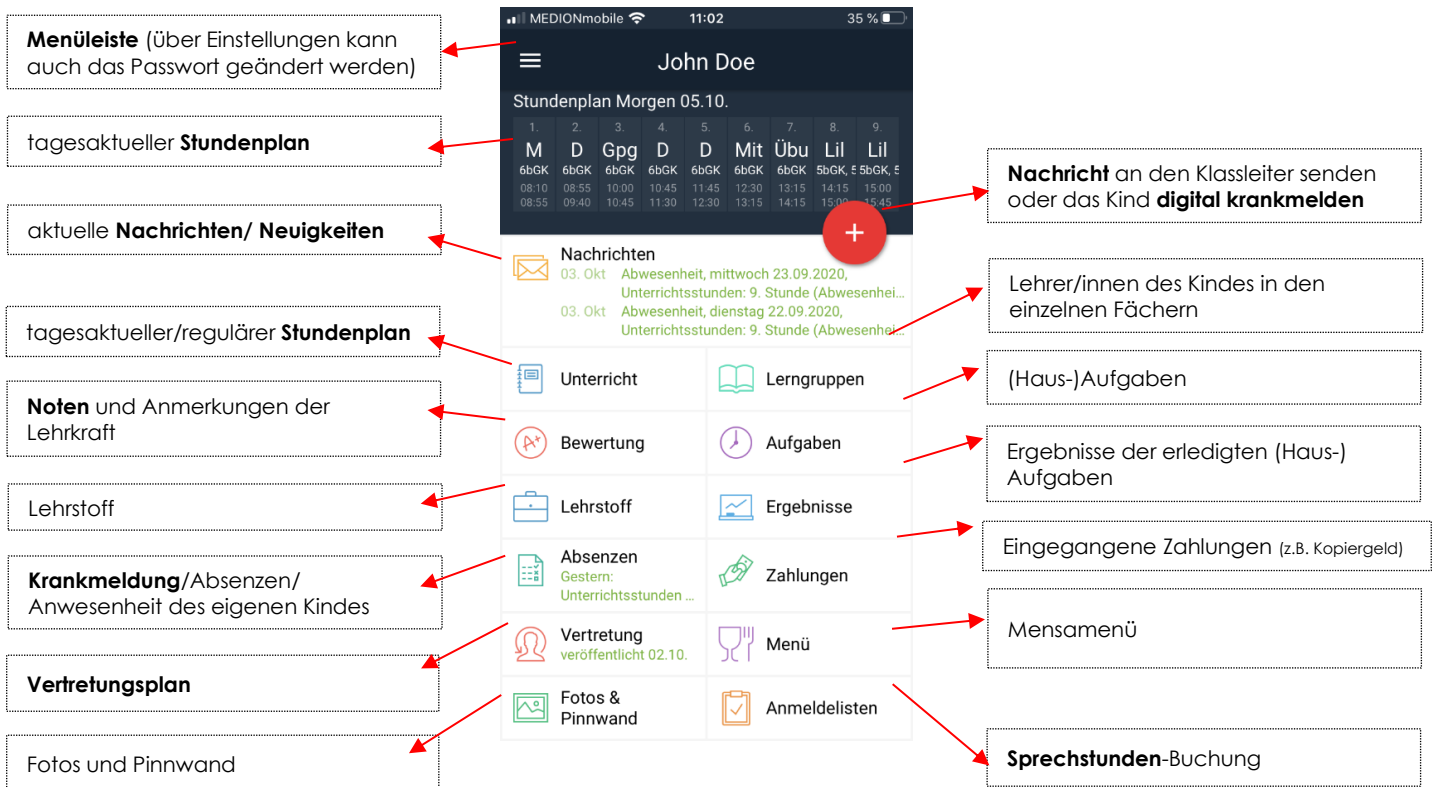 Menüleiste (über Einstellungen kann
auch das Passwort geändert werden)
tagesaktueller Stundenplan
aktuelle Nachrichten/ Neuigkeiten
tagesaktueller/regulärer Stundenplan
Noten und Anmerkungen der
Lehrkraft
Lehrstoff
Krankmeldung/Absenzen/
Anwesenheit des eigenen Kindes
Vertretungsplan
Fotos und Pinnwand
MEDIONmobile 11:02 35 %
John Doe
Stundenplan Morgen 05.10.
1. 2. 3. 4. 5. 6. 7. 8. 9.
M D Gpg D D Mit Übu Lil Lil
6bGK 6bGK 6bGK 6bGK 6bGK 6bGK 6bGK 5bGK, 5 5bGK, 5
08:10 08:55 10:00 10:45 11:45 12:30 13:15 14:15 15:00
08:55 09:40 10:45 11:30 12:30 13:15 14:15 15:00 15:45
+
Nachrichten
03. Okt Abwesenheit, mittwoch 23.09.2020,
Unterrichtsstunden: 9. Stunde (Abwesenhei...
03. Okt Abwesenheit, dienstag 22.09.2020,
Unterrichtsstunden: 9. Stunde (Abwesenhei...
Unterricht Lerngruppen
A+
Bewertung Aufgaben
Lehrstoff Ergebnisse
Absenzen
Gestern:
Unterrichtsstunden ...
Zahlungen
Vertretung
veröffentlicht 02.10.
Menü
Fotos &
Pinnwand
Anmeldelisten
Nachricht an den Klassleiter senden
oder das Kind digital krankmelden
Lehrer/innen des Kindes in den
einzelnen Fächern
(Haus-)Aufgaben
Ergebnisse der erledigten (Haus-)
Aufgaben
Eingegangene Zahlungen (z.B. Kopiergeld)
Mensamenü
Sprechstunden-Buchung